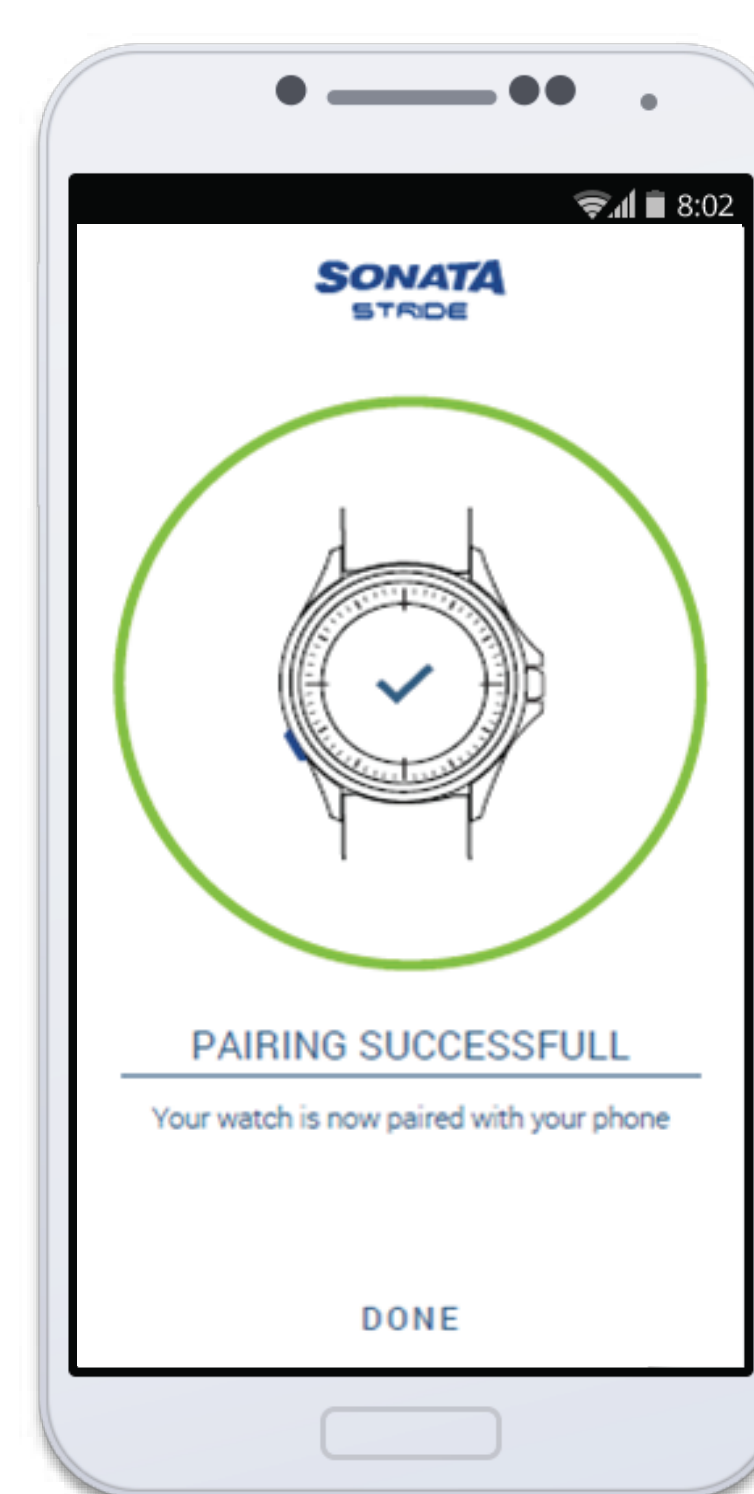 8:02
SONATA
STRIDE
PAIRING SUCCESSFULL
Your watch is now paired with your phone
DONE